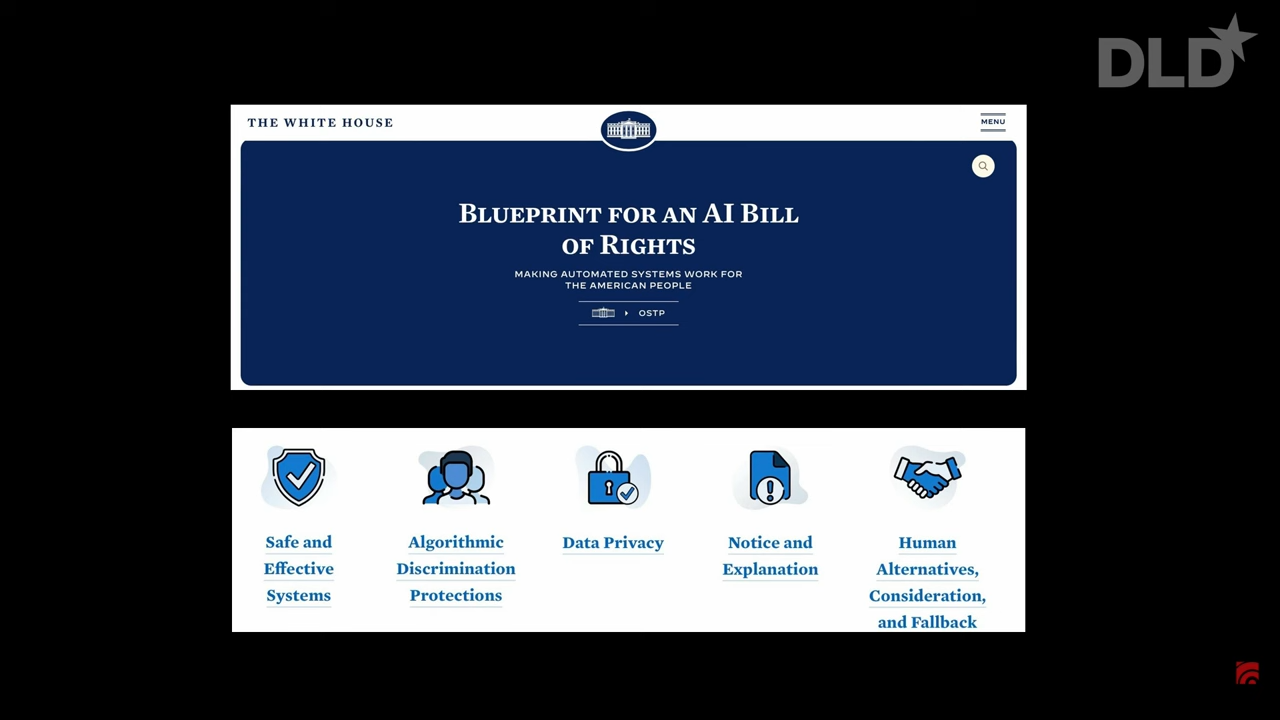 DLD
THE WHITE HOUSE
MENU
BLUEPRINT FOR AN AI BILL
OF RIGHTS
MAKING AUTOMATED SYSTEMS WORK FOR
THE AMERICAN PEOPLE
OSTP
Safe and
Effective
Systems
Algorithmic
Discrimination
Protections
Data Privacy
Notice and
Explanation
Human
Alternatives,
Consideration,
and Fallback